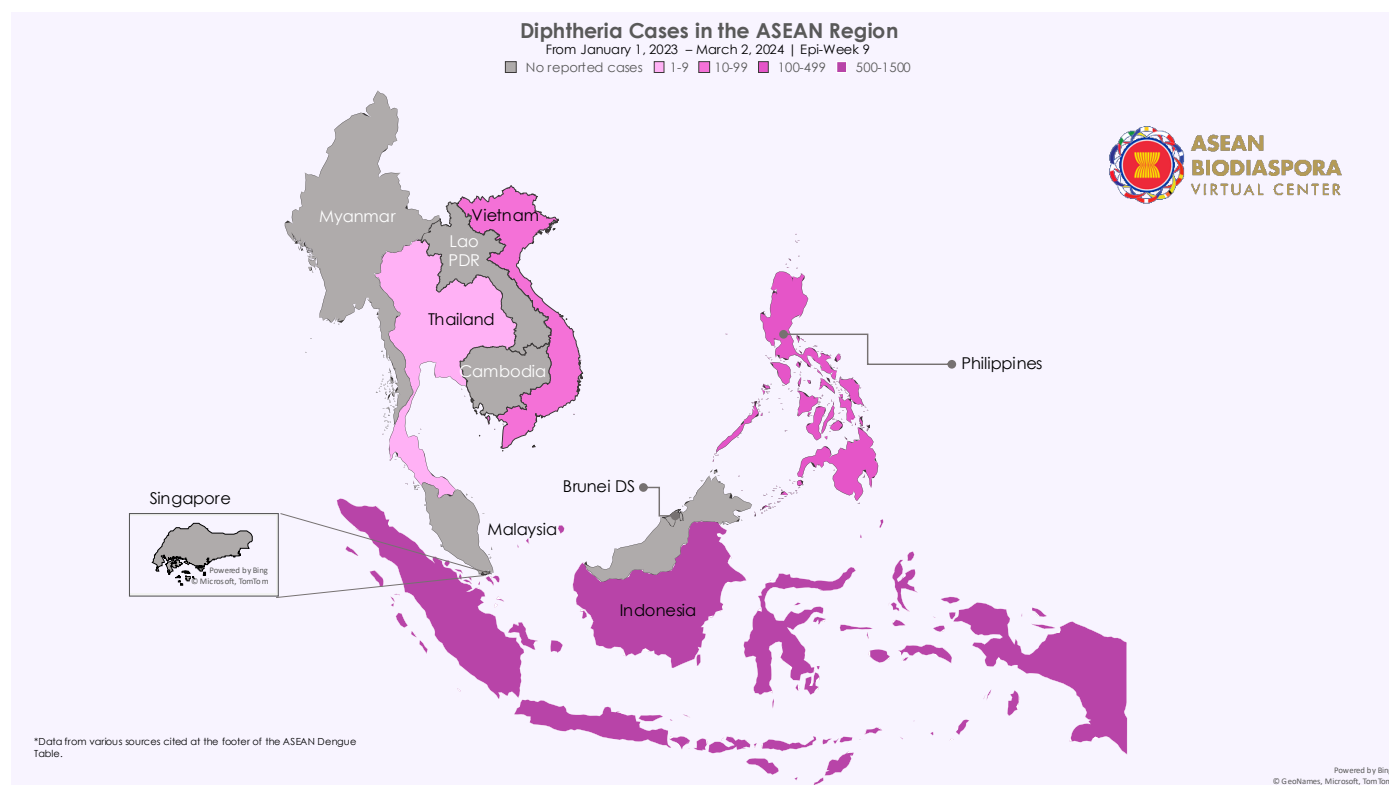 Diphtheria Cases in the ASEAN Region
From January 1, 2023 – March 2, 2024 | Epi-Week 9
No reported cases 1-9 10-99 100-499 500-1500
ASEAN
BIODIASPORA
VIRTUAL CENTER
Myanmar
Vietnam
Lao
PDR
Thailand
Cambodia
Philippines
Brunei DS
Singapore
Malaysia
Powered by Bing
© Microsoft, TomTom
Indonesia
*Data from various sources cited at the footer of the ASEAN Dengue
Table.
Powered by Bing
© GeoNames, Microsoft, TomTom